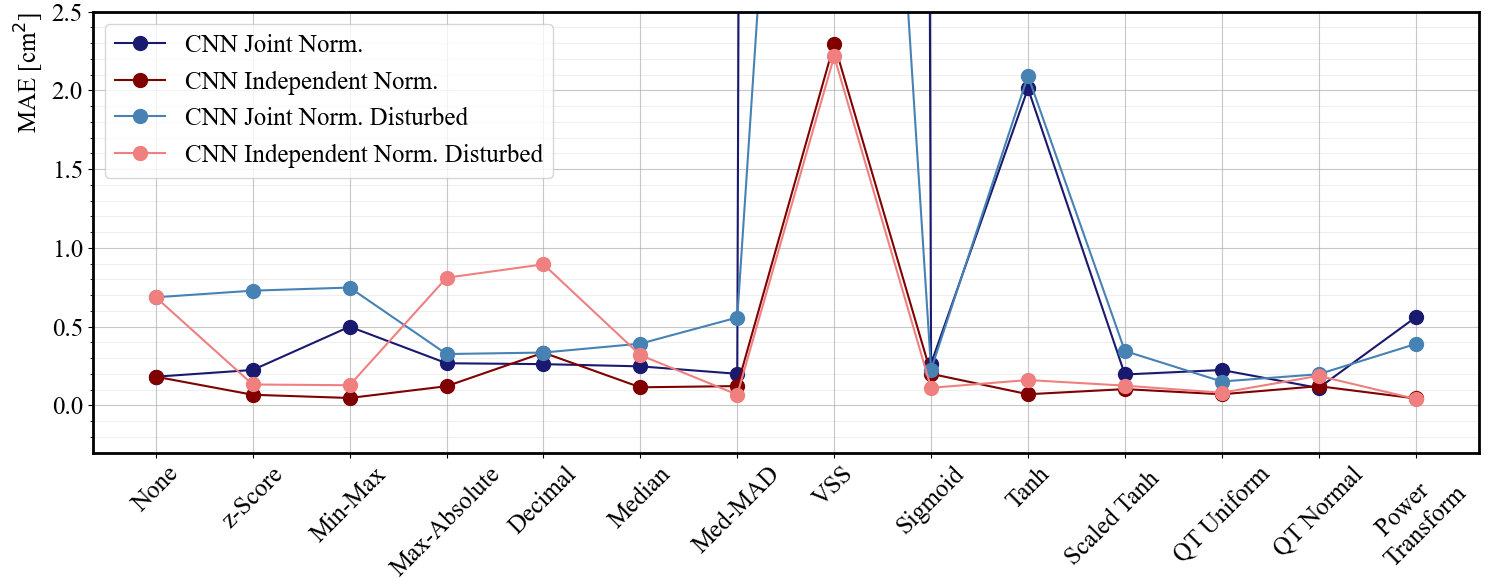 MAE [cm²]
2.5
2.0
1.5
1.0
0.5
0.0
CNN Joint Norm.
CNN Independent Norm.
CNN Joint Norm. Disturbed
CNN Independent Norm. Disturbed
None
z-Score
Min-Max
Max-Absolute
Decimal
Median
Med-MAD
VSS
Sigmoid
Tanh
Scaled Tanh
QT Uniform
QT Normal
Power
Transform